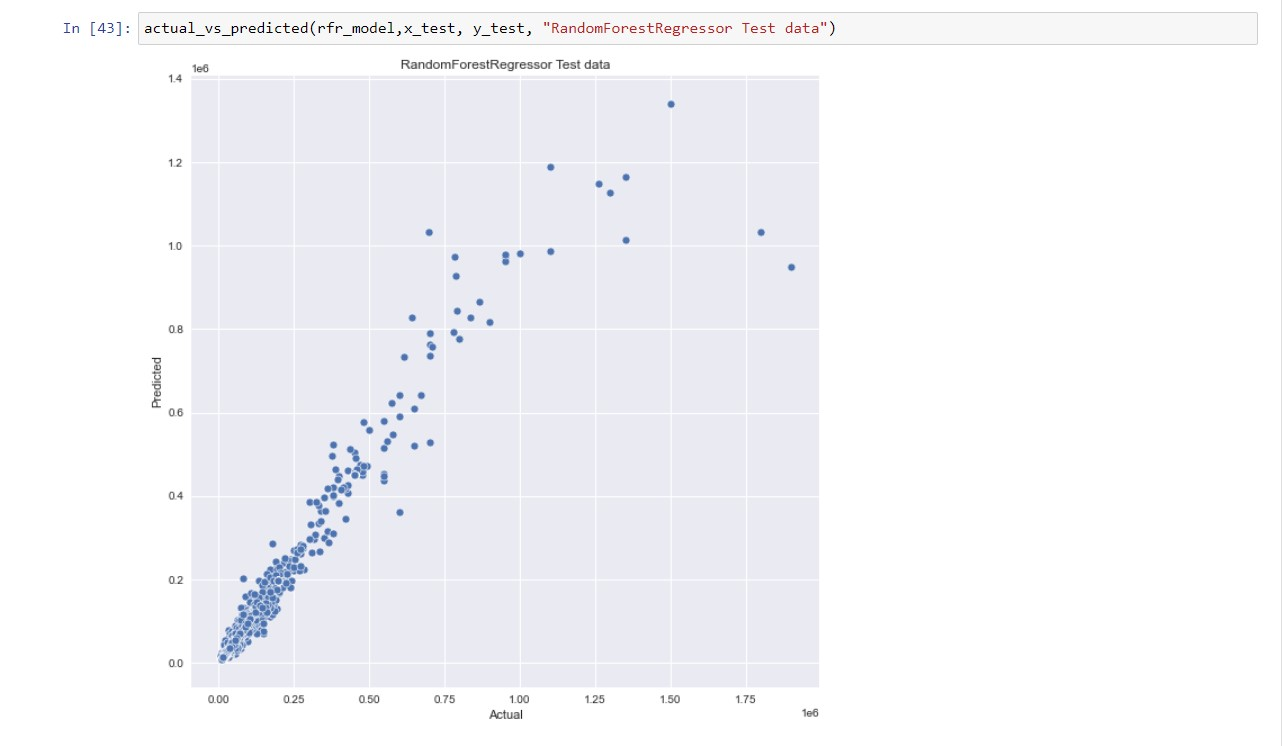 In [43]: actual_vs_predicted(rfr_model,x_test, y_test, "RandomForestRegressor Test data")
RandomForestRegressor Test data
1e6
1.4
1.2
1.0
0.8
0.6
0.4
0.2
0.0
Predicted
0.00 0.25 0.50 0.75 1.00 1.25 1.50 1.75
Actual
1e6